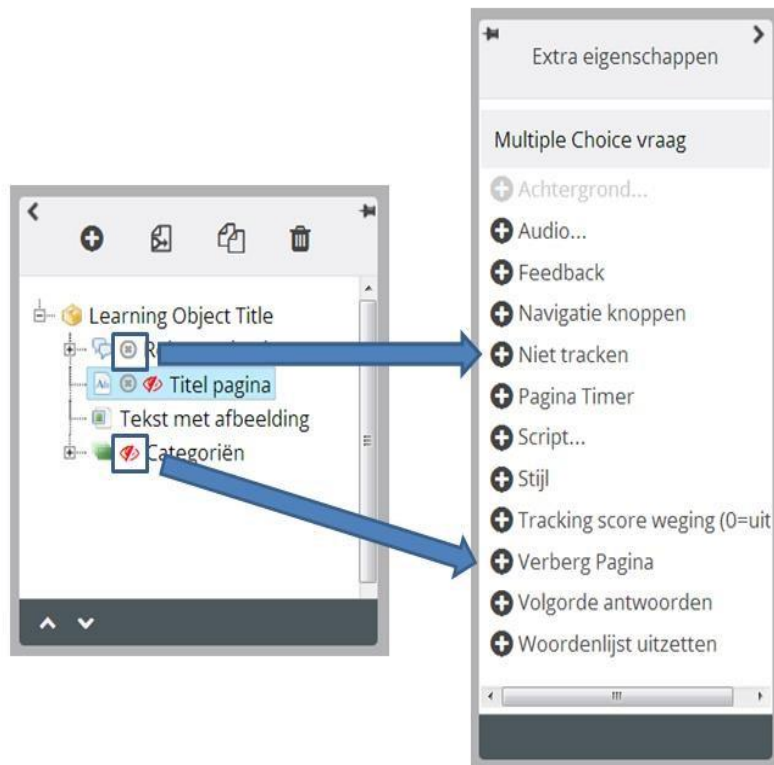 Learning Object Title
Titel pagina
Tekst met afbeelding
Categoriën
Extra eigenschappen
Multiple Choice vraag
Achtergrond...
Audio...
Feedback
Navigatie knoppen
Niet tracken
Pagina Timer
Script...
Stijl
Tracking score weging (0=uit
Verberg Pagina
Volgorde antwoorden
Woordenlijst uitzetten